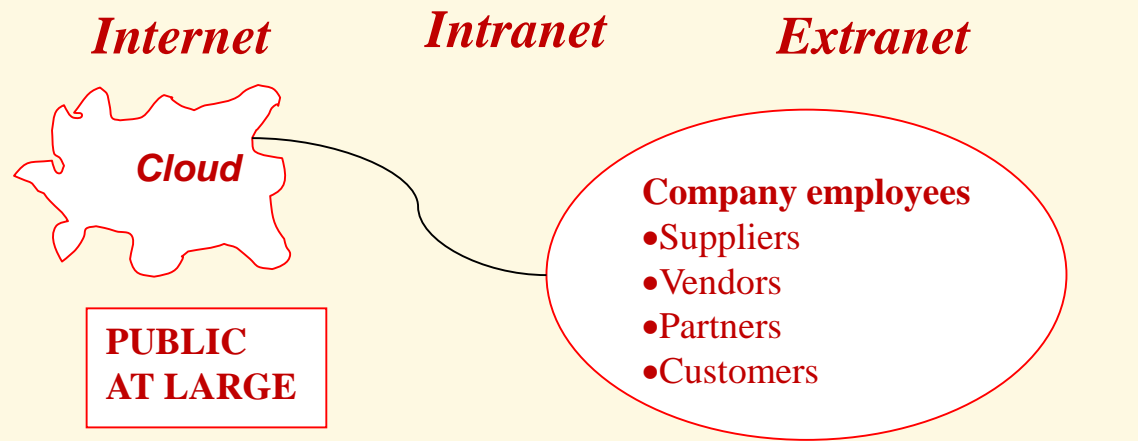 Internet
Intranet
Extranet
Cloud
PUBLIC
AT LARGE
Company employees
•Suppliers
•Vendors
•Partners
•Customers